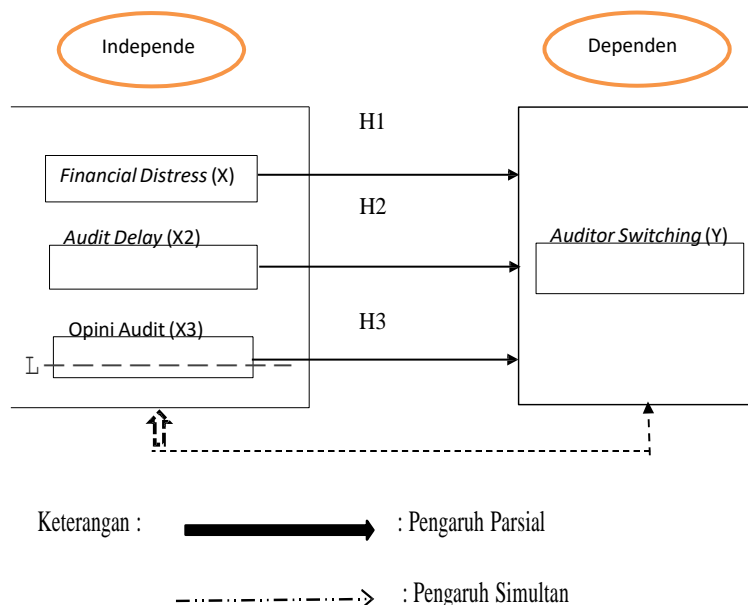 Independe
Dependen
H1
Financial Distress (X)
H2
Audit Delay (X2)
Auditor Switching (Y)
H3
Opini Audit (X3)
Keterangan :
: Pengaruh Parsial
: Pengaruh Simultan